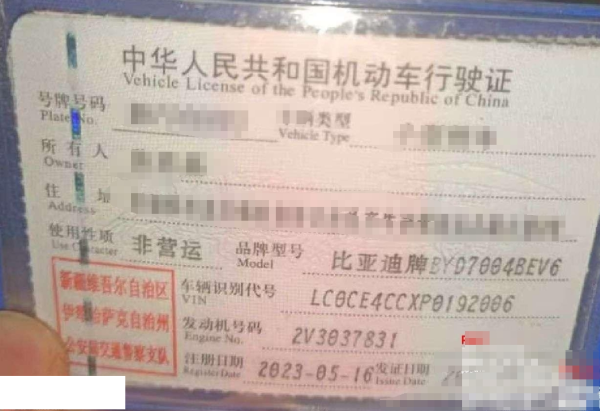 中华人民共和国机动车行驶证
Vehicle License of the People's Republic of China
号牌号码
Plate No.
车辆类型
Vehicle Type
所有人
Owner
住址
Address
使用性质
Use Character
非营运
品牌型号
Model
比亚迪牌BYD7004BEV6
新疆维吾尔自治区
伊犁哈萨克自治州
公安局交通警察支队
车辆识别代号
VIN
LC0CE4CCXP0192006
发动机号码
Engine No.
2V3037831
注册日期
Register Date
2023-05-16
发证日期
Issue Date